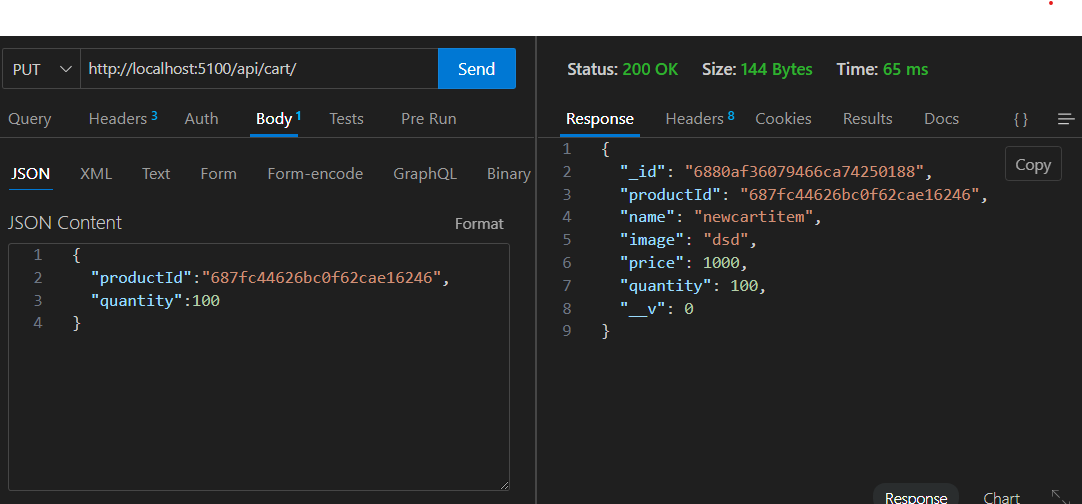 PUT http://localhost:5100/api/cart/ Send
Query Headers 3 Auth Body 1 Tests Pre Run
JSON XML Text Form Form-encode GraphQL Binary
JSON Content Format
1 {
2 "productId":"687fc44626bc0f62cae16246",
3 "quantity":100
4 }
Status: 200 OK Size: 144 Bytes Time: 65 ms
Response Headers 8 Cookies Results Docs { }
Copy
1 {
2 "_id": "6880af36079466ca74250188",
3 "productId": "687fc44626bc0f62cae16246",
4 "name": "newcartitem",
5 "image": "dsd",
6 "price": 1000,
7 "quantity": 100,
8 "__v": 0
9 }
Response Chart